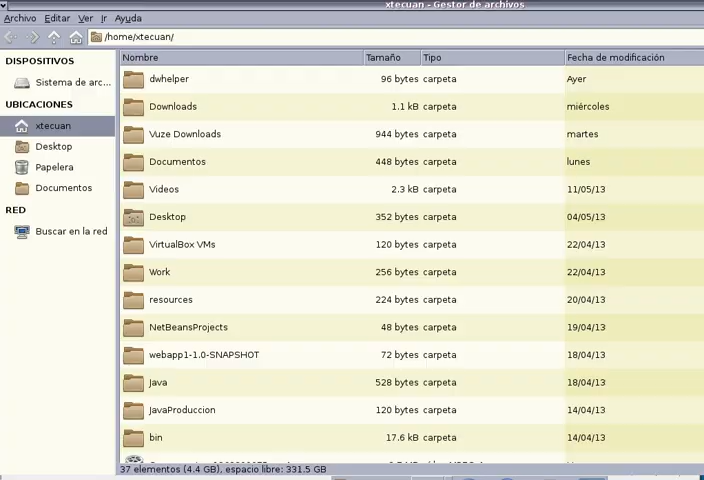 xtecuan - Gestor de archivos
Archivo Editar Ver Ir Ayuda
/home/xtecuan/
DISPOSITIVOS
Sistema de arc...
UBICACIONES
xtecuan
Desktop
Papelera
Documentos
RED
Buscar en la red
Nombre Tamaño Tipo Fecha de modificación
dwhelper 96 bytes carpeta Ayer
Downloads 1.1 kB carpeta miércoles
Vuze Downloads 944 bytes carpeta martes
Documentos 448 bytes carpeta lunes
Videos 2.3 kB carpeta 11/05/13
Desktop 352 bytes carpeta 04/05/13
VirtualBox VMs 120 bytes carpeta 22/04/13
Work 256 bytes carpeta 22/04/13
resources 224 bytes carpeta 20/04/13
NetBeansProjects 48 bytes carpeta 19/04/13
webapp1-1.0-SNAPSHOT 72 bytes carpeta 18/04/13
Java 528 bytes carpeta 18/04/13
JavaProduccion 120 bytes carpeta 14/04/13
bin 17.6 kB carpeta 14/04/13
37 elementos (4.4 GB), espacio libre: 331.5 GB